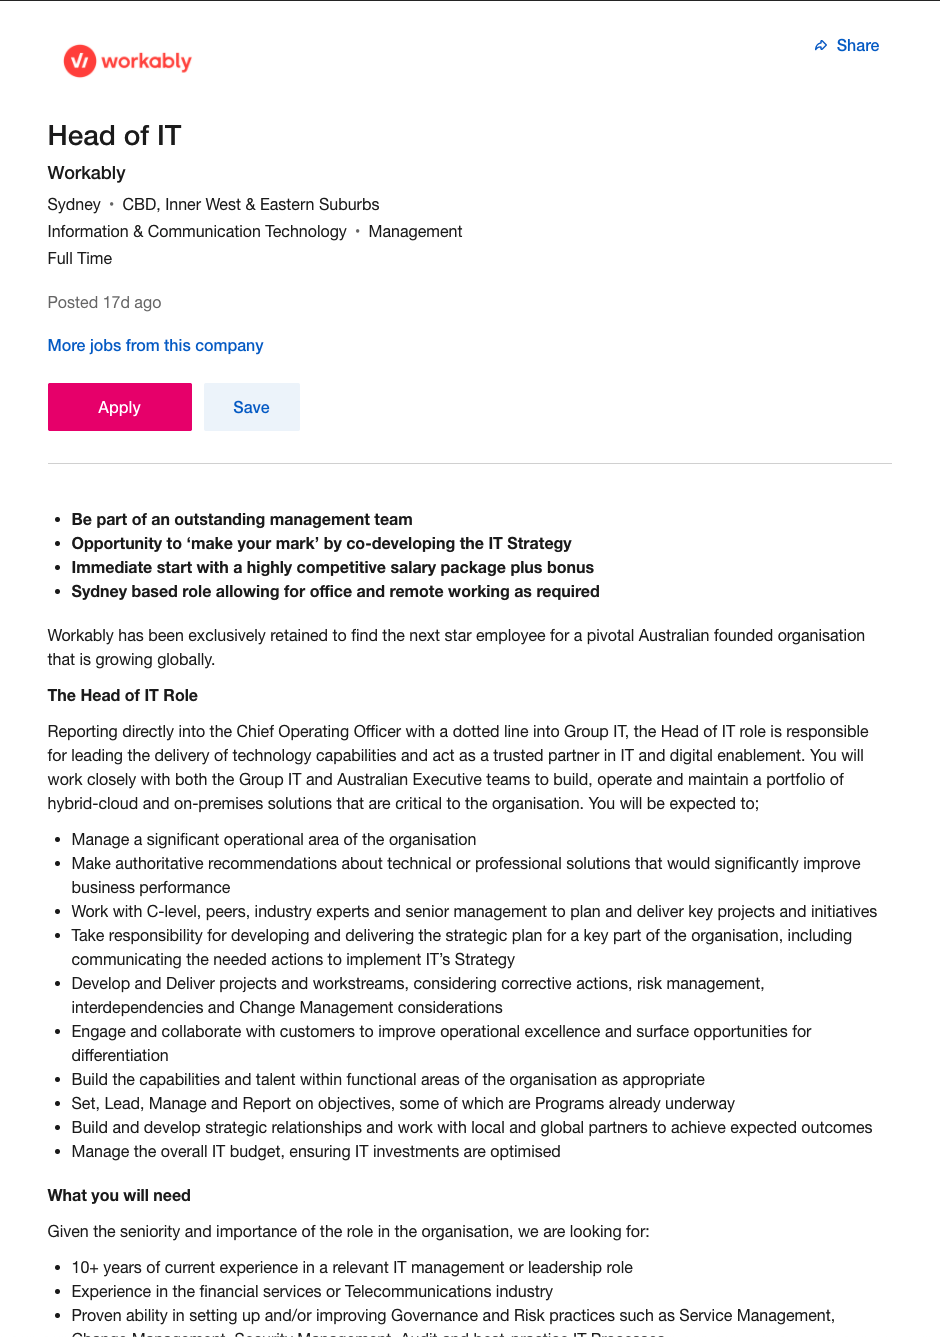 workably
Share
Head of IT
Workably
Sydney • CBD, Inner West & Eastern Suburbs
Information & Communication Technology • Management
Full Time
Posted 17d ago
More jobs from this company
Apply
Save
• Be part of an outstanding management team
• Opportunity to ‘make your mark’ by co-developing the IT Strategy
• Immediate start with a highly competitive salary package plus bonus
• Sydney based role allowing for office and remote working as required
Workably has been exclusively retained to find the next star employee for a pivotal Australian founded organisation
that is growing globally.
The Head of IT Role
Reporting directly into the Chief Operating Officer with a dotted line into Group IT, the Head of IT role is responsible
for leading the delivery of technology capabilities and act as a trusted partner in IT and digital enablement. You will
work closely with both the Group IT and Australian Executive teams to build, operate and maintain a portfolio of
hybrid-cloud and on-premises solutions that are critical to the organisation. You will be expected to;
• Manage a significant operational area of the organisation
• Make authoritative recommendations about technical or professional solutions that would significantly improve
business performance
• Work with C-level, peers, industry experts and senior management to plan and deliver key projects and initiatives
• Take responsibility for developing and delivering the strategic plan for a key part of the organisation, including
communicating the needed actions to implement IT’s Strategy
• Develop and Deliver projects and workstreams, considering corrective actions, risk management,
interdependencies and Change Management considerations
• Engage and collaborate with customers to improve operational excellence and surface opportunities for
differentiation
• Build the capabilities and talent within functional areas of the organisation as appropriate
• Set, Lead, Manage and Report on objectives, some of which are Programs already underway
• Build and develop strategic relationships and work with local and global partners to achieve expected outcomes
• Manage the overall IT budget, ensuring IT investments are optimised
What you will need
Given the seniority and importance of the role in the organisation, we are looking for:
• 10+ years of current experience in a relevant IT management or leadership role
• Experience in the financial services or Telecommunications industry
• Proven ability in setting up and/or improving Governance and Risk practices such as Service Management,
Change Management, Security Management, Audit and best-practice IT Processes